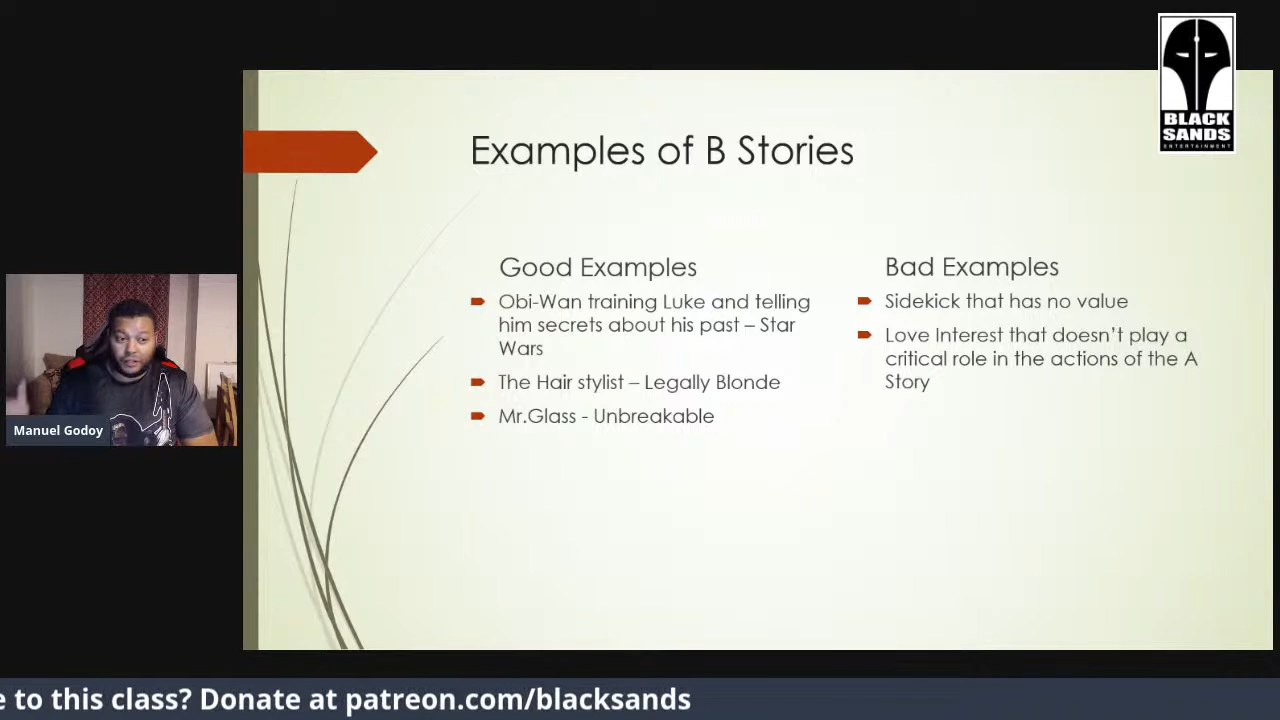 BLACK
SANDS
ENTERTAINMENT
Examples of B Stories
Good Examples
Obi-Wan training Luke and telling
him secrets about his past – Star
Wars
The Hair stylist – Legally Blonde
Mr.Glass - Unbreakable
Bad Examples
Sidekick that has no value
Love Interest that doesn't play a
critical role in the actions of the A
Story
Manuel Godoy
e to this class? Donate at patreon.com/blacksands